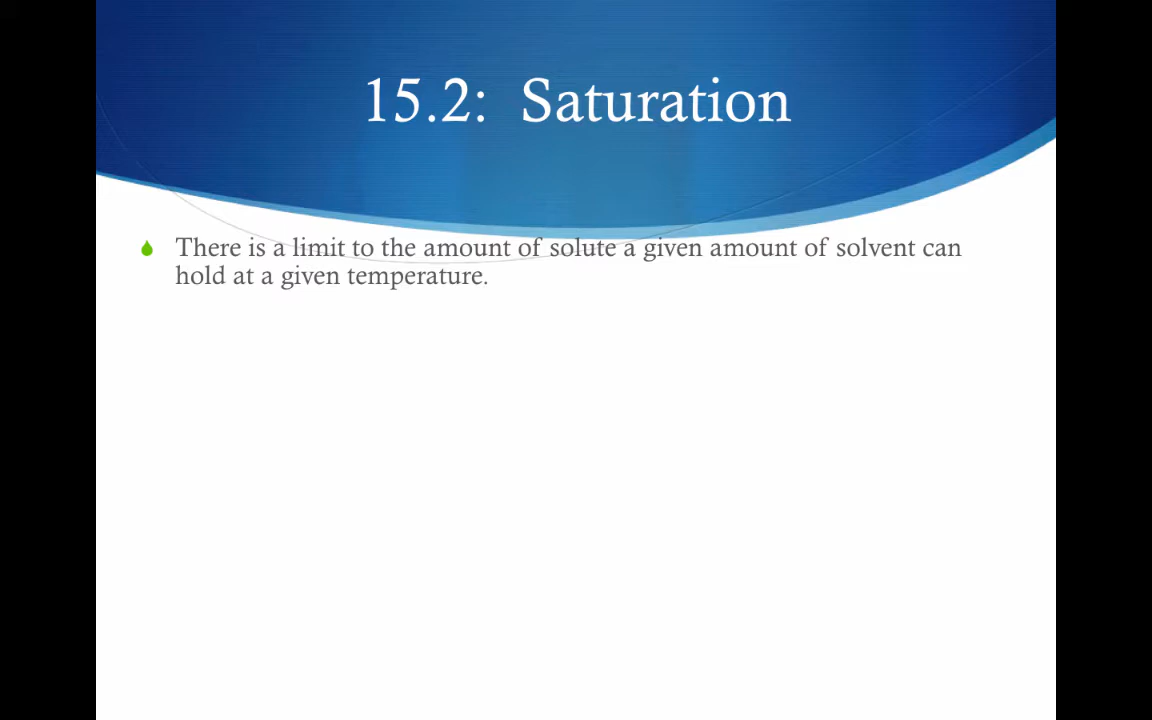 15.2:  Saturation
There is a limit to the amount of solute a given amount of solvent can
hold at a given temperature.